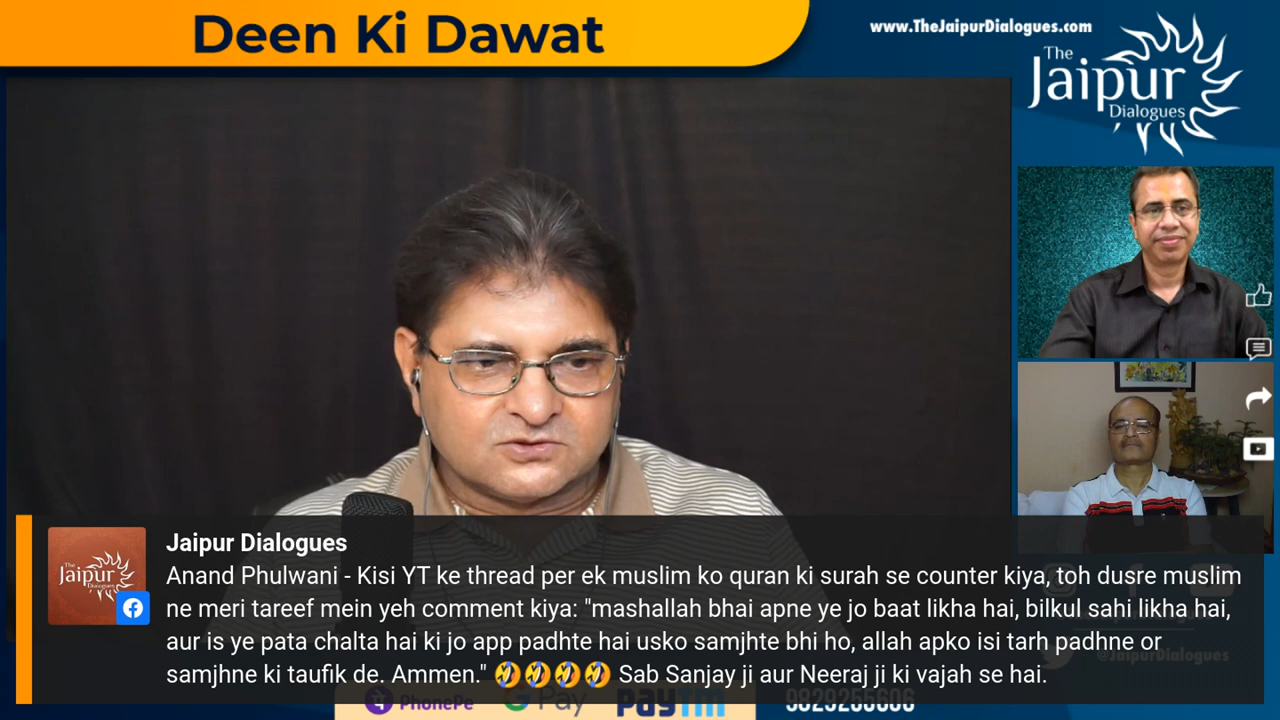 Deen Ki Dawat
www.TheJaipurDialogues.com
The
Jaipur
Dialogues
Jaipur Dialogues
Anand Phulwani - Kisi YT ke thread per ek muslim ko quran ki surah se counter kiya, toh dusre muslim
ne meri tareef mein yeh comment kiya: "mashallah bhai apne ye jo baat likha hai, bilkul sahi likha hai,
aur is ye pata chalta hai ki jo app padhte hai usko samjhte bhi ho, allah apko isi tarh padhne or
samjhne ki taufik de. Ammen." 🤣🤣🤣🤣 Sab Sanjay ji aur Neeraj ji ki vajah se hai.
The
Jaipur
Dialogues
@JaipurDialogues
PhonePe G Pay Paytm